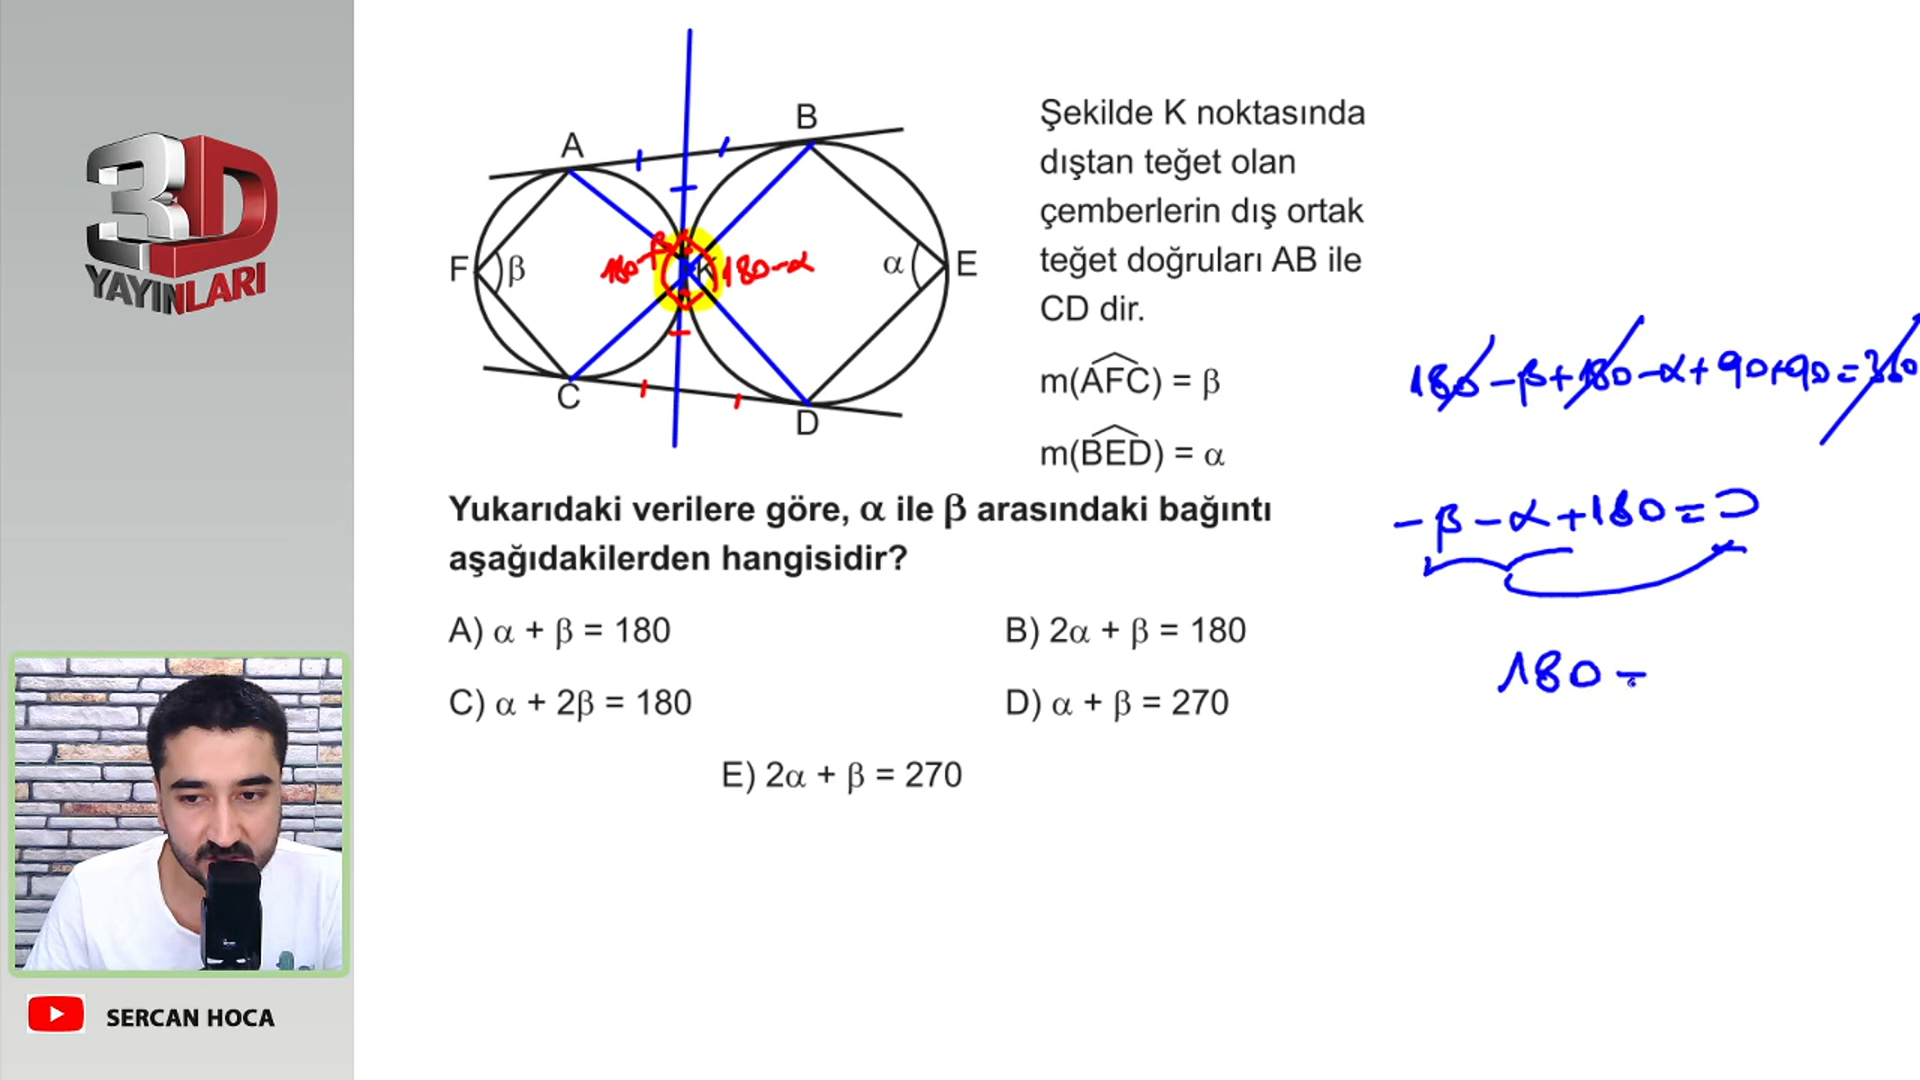 3D
YAYINLARI
A
B
F
β
180-β
K
180-α
α
E
C
D
Şekilde K noktasında
dıştan teğet olan
çemberlerin dış ortak
teğet doğruları AB ile
CD dir.
m(AFC) = β
m(BED) = α
180-β+180-α+90+90=360
-β-α+180=0
180=
Yukarıdaki verilere göre, α ile β arasındaki bağıntı
aşağıdakilerden hangisidir?
A) α + β = 180
B) 2α + β = 180
C) α + 2β = 180
D) α + β = 270
E) 2α + β = 270
SERCAN HOCA